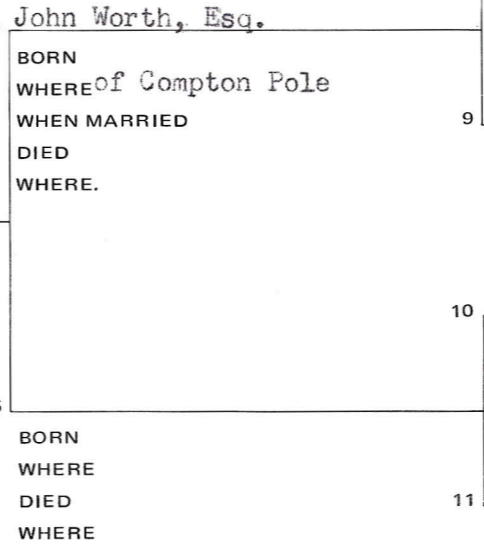 John Worth, Esq.
BORN
WHERE of Compton Pole
WHEN MARRIED 9
DIED
WHERE.
10
BORN
WHERE
DIED 11
WHERE